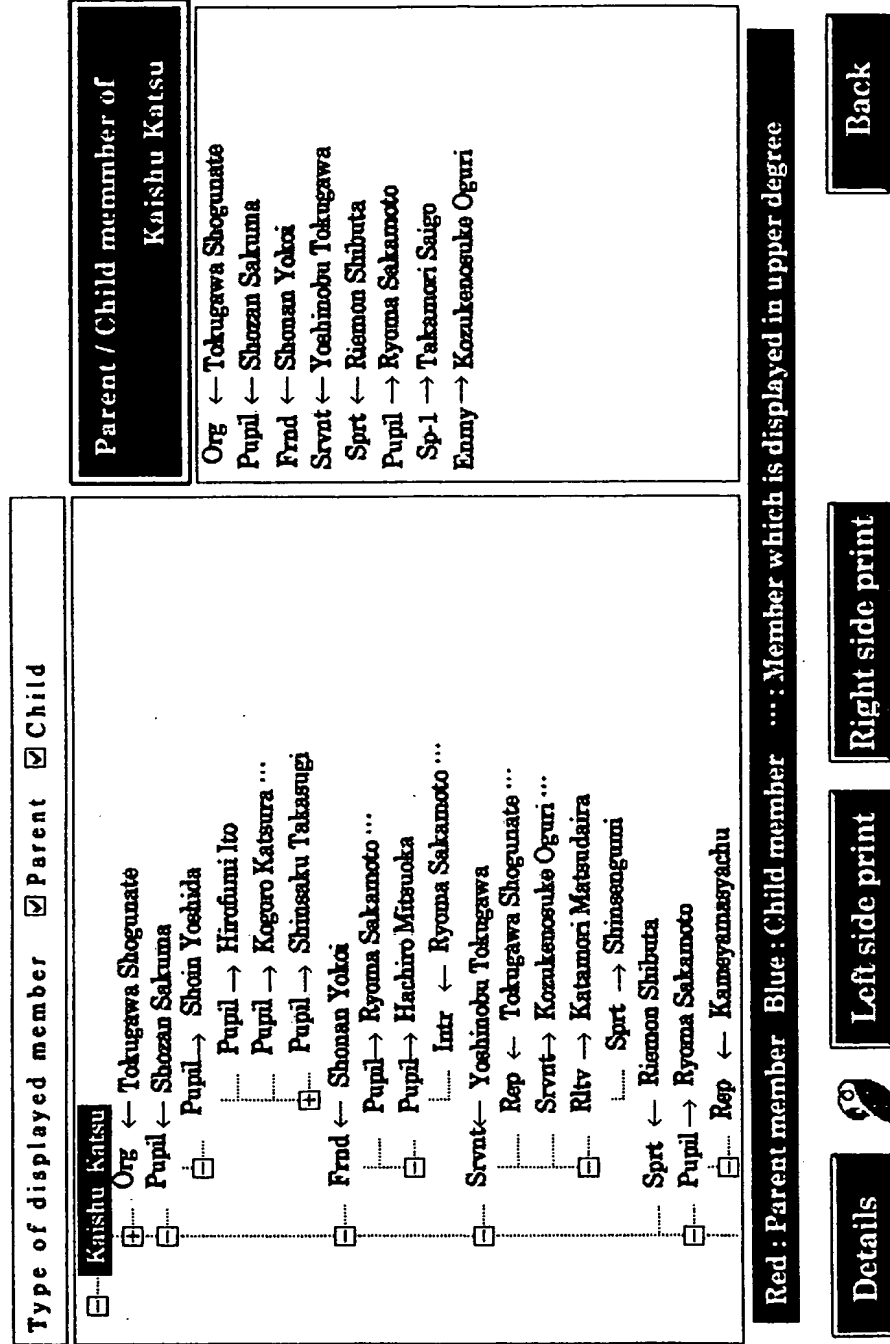 Type of displayed member ☑ Parent ☑ Child
Kaishu Katsu
Org ← Tokugawa Shogunate
Pupil ← Shozan Sakuma
Pupil → Shoin Yoshida
Pupil → Hirofumi Ito
Pupil → Kogoro Katsura ···
Pupil → Shinsaku Takasugi
Frnd ← Shonan Yokoi
Pupil → Ryoma Sakamoto ···
Pupil → Hachiro Mitsuoka
Intr ← Ryoma Sakamoto ···
Srvnt ← Yoshinobu Tokugawa
Rep ← Tokugawa Shogunate ···
Srvnt → Kozukenosuke Oguri ···
Rltv → Katamori Matsudaira
Sprt → Shinsengumi
Sprt ← Riemon Shibuta
Pupil → Ryoma Sakamoto
Rep ← Kameyamasyachu
Parent / Child memmber of
Kaishu Katsu
Org ← Tokugawa Shogunate
Pupil ← Shozan Sakuma
Frnd ← Shonan Yokoi
Srvnt ← Yoshinobu Tokugawa
Sprt ← Riemon Shibuta
Pupil → Ryoma Sakamoto
Sp-1 → Takamori Saigo
Enmy → Kozukenosuke Oguri
Red : Parent member Blue : Child member ··· : Member which is displayed in upper degree
Details Left side print Right side print Back